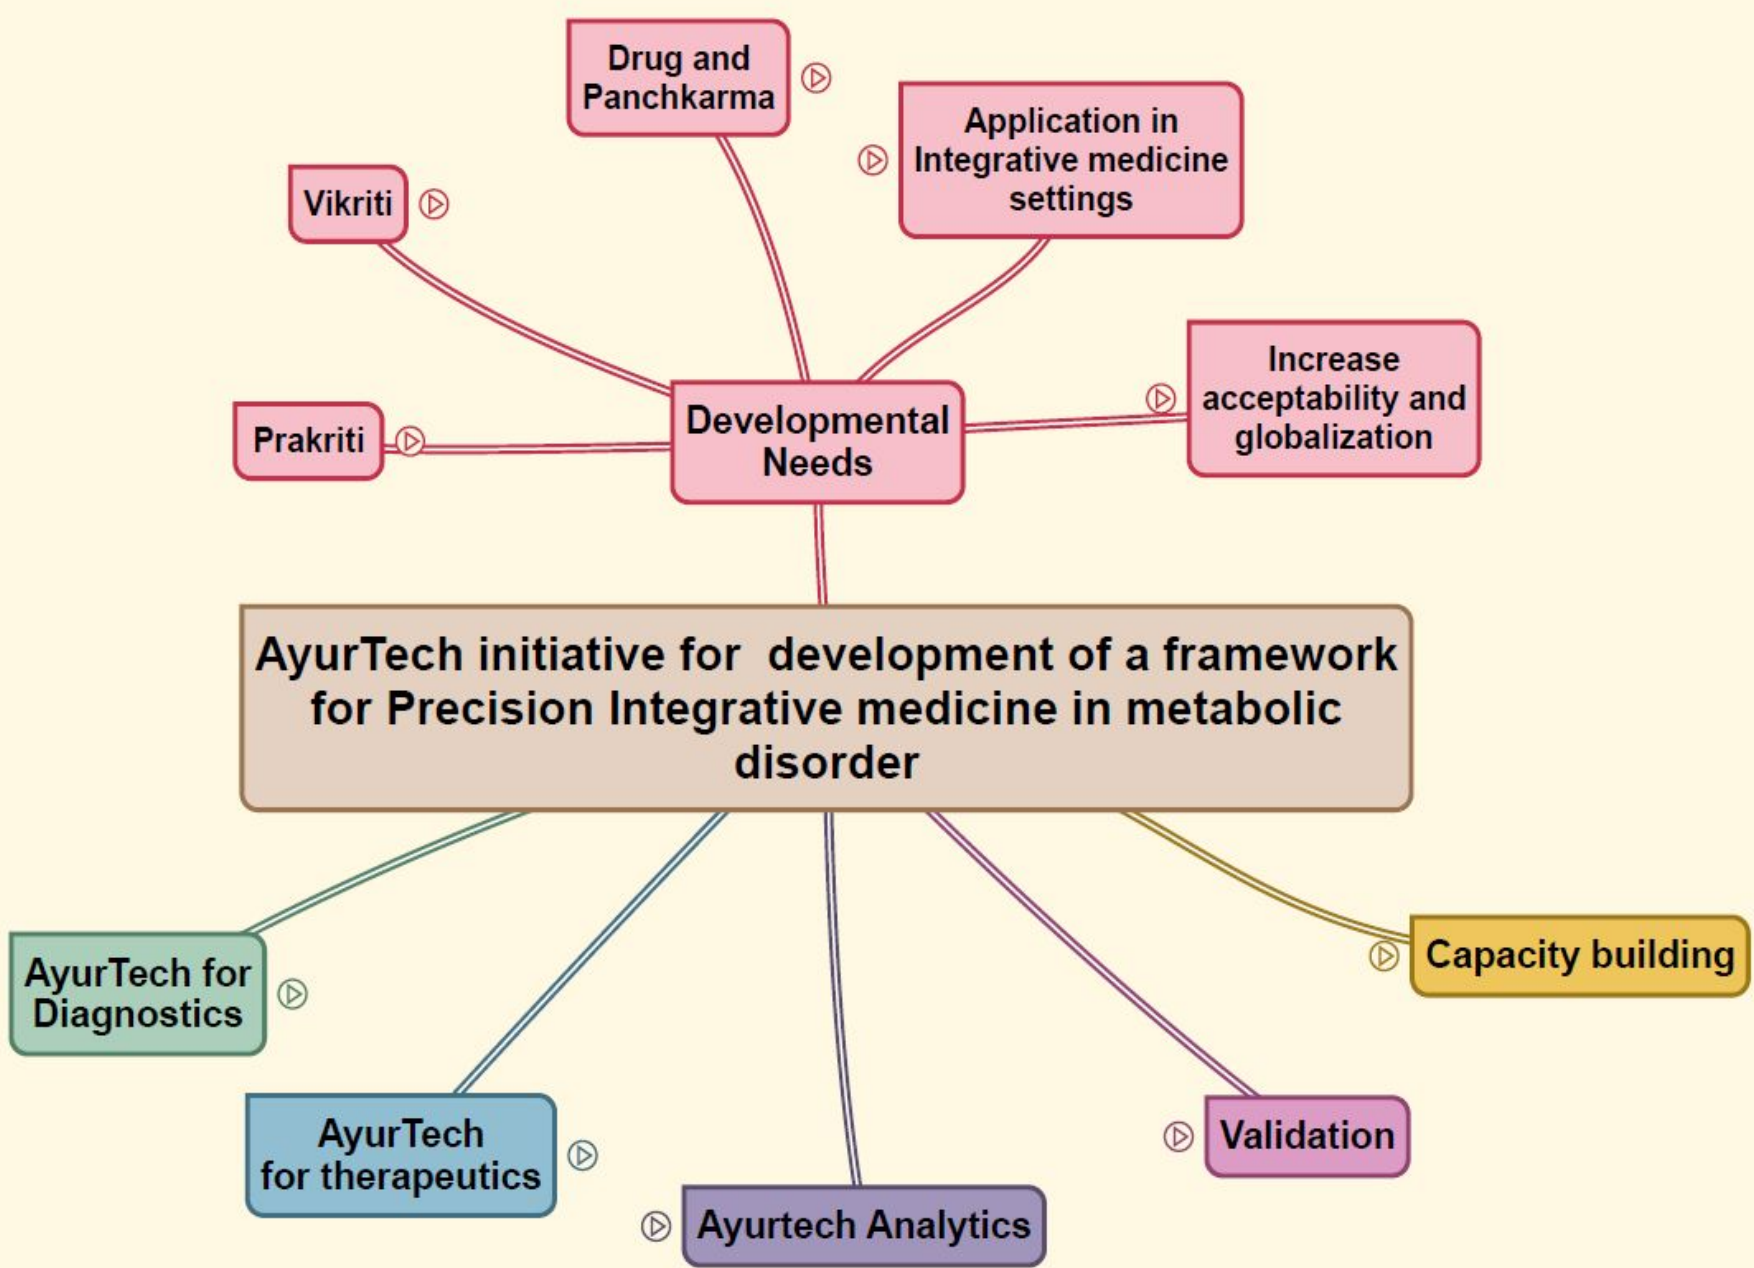 Drug and
Panchkarma
Application in
Integrative medicine
settings
Vikriti
Increase
acceptability and
globalization
Prakriti
Developmental
Needs
AyurTech initiative for  development of a framework
for Precision Integrative medicine in metabolic
disorder
AyurTech for
Diagnostics
Capacity building
AyurTech
for therapeutics
Validation
Ayurtech Analytics